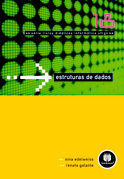 18
série livros didáticos informática ufrgs
estruturas de dados
nina edelweiss
renata galante